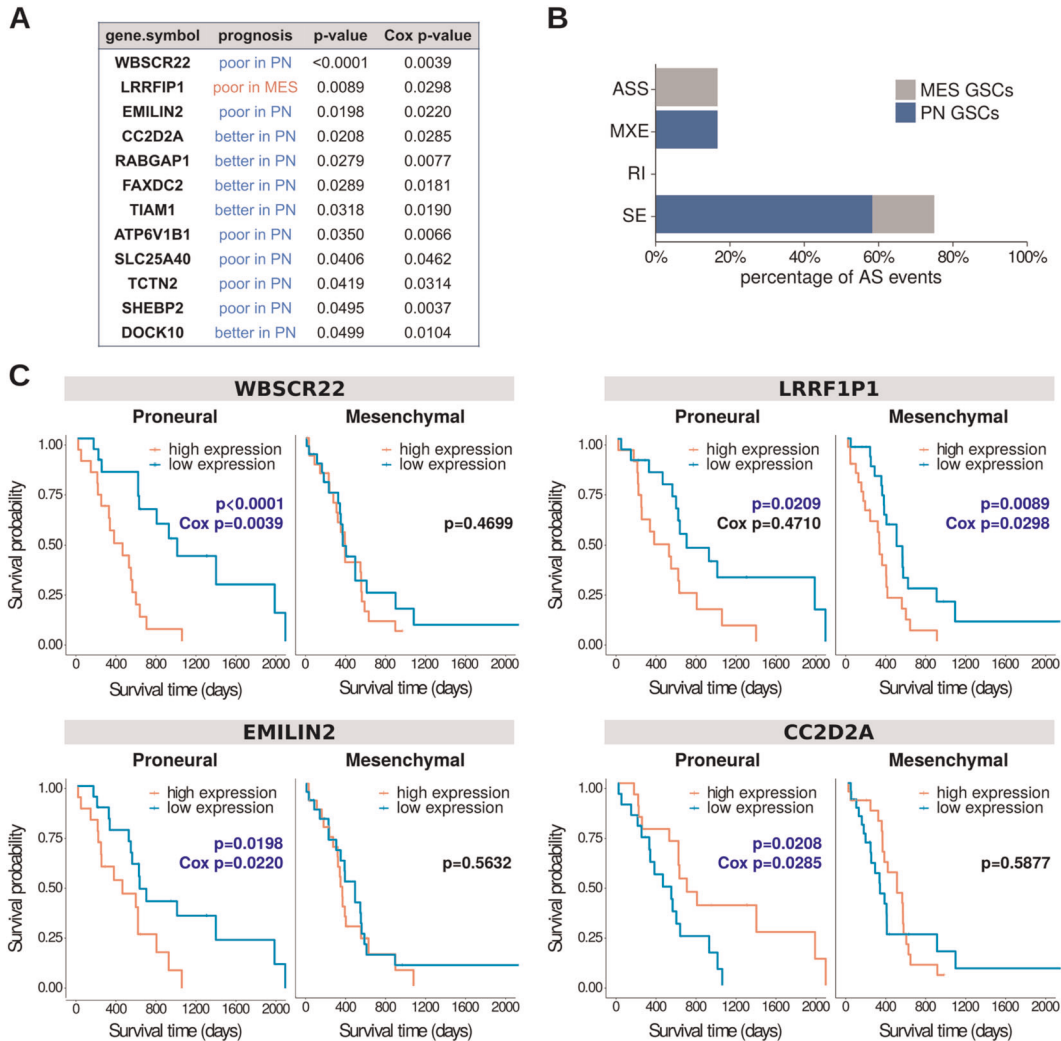 A
gene.symbol prognosis p-value Cox p-value
WBSCR22 poor in PN <0.0001 0.0039
LRRFIP1 poor in MES 0.0089 0.0298
EMILIN2 poor in PN 0.0198 0.0220
CC2D2A better in PN 0.0208 0.0285
RABGAP1 better in PN 0.0279 0.0077
FAXDC2 better in PN 0.0289 0.0181
TIAM1 better in PN 0.0318 0.0190
ATP6V1B1 poor in PN 0.0350 0.0066
SLC25A40 poor in PN 0.0406 0.0462
TCTN2 poor in PN 0.0419 0.0314
SHEBP2 poor in PN 0.0495 0.0037
DOCK10 better in PN 0.0499 0.0104
B
ASS
MXE
RI
SE
MES GSCs
PN GSCs
0% 20% 40% 60% 80% 100%
percentage of AS events
C
WBSCR22
Proneural
Survival probability
1.00
0.75
0.50
0.25
0.00
high expression
low expression
p<0.0001
Cox p=0.0039
0 400 800 1200 1600 2000
Survival time (days)
Mesenchymal
high expression
low expression
p=0.4699
0 400 800 1200 1600 2000
Survival time (days)
LRRF1P1
Proneural
Survival probability
1.00
0.75
0.50
0.25
0.00
high expression
low expression
p=0.0209
Cox p=0.4710
0 400 800 1200 1600 2000
Survival time (days)
Mesenchymal
high expression
low expression
p=0.0089
Cox p=0.0298
0 400 800 1200 1600 2000
Survival time (days)
EMILIN2
Proneural
Survival probability
1.00
0.75
0.50
0.25
0.00
high expression
low expression
p=0.0198
Cox p=0.0220
0 400 800 1200 1600 2000
Survival time (days)
Mesenchymal
high expression
low expression
p=0.5632
0 400 800 1200 1600 2000
Survival time (days)
CC2D2A
Proneural
Survival probability
1.00
0.75
0.50
0.25
0.00
high expression
low expression
p=0.0208
Cox p=0.0285
0 400 800 1200 1600 2000
Survival time (days)
Mesenchymal
high expression
low expression
p=0.5877
0 400 800 1200 1600 2000
Survival time (days)